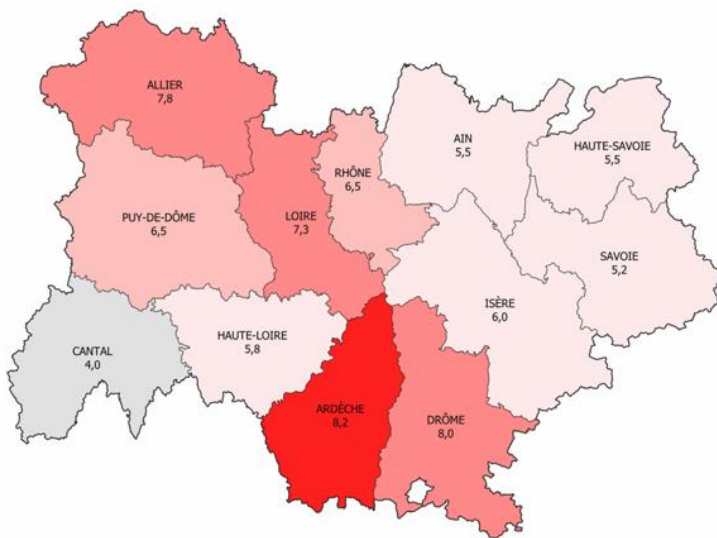 ALLIER
7,8
AIN
5,5
HAUTE-SAVOIE
5,5
RHÔNE
6,5
PUY-DE-DÔME
6,5
LOIRE
7,3
SAVOIE
5,2
ISÈRE
6,0
HAUTE-LOIRE
5,8
CANTAL
4,0
ARDÈCHE
8,2
DRÔME
8,0